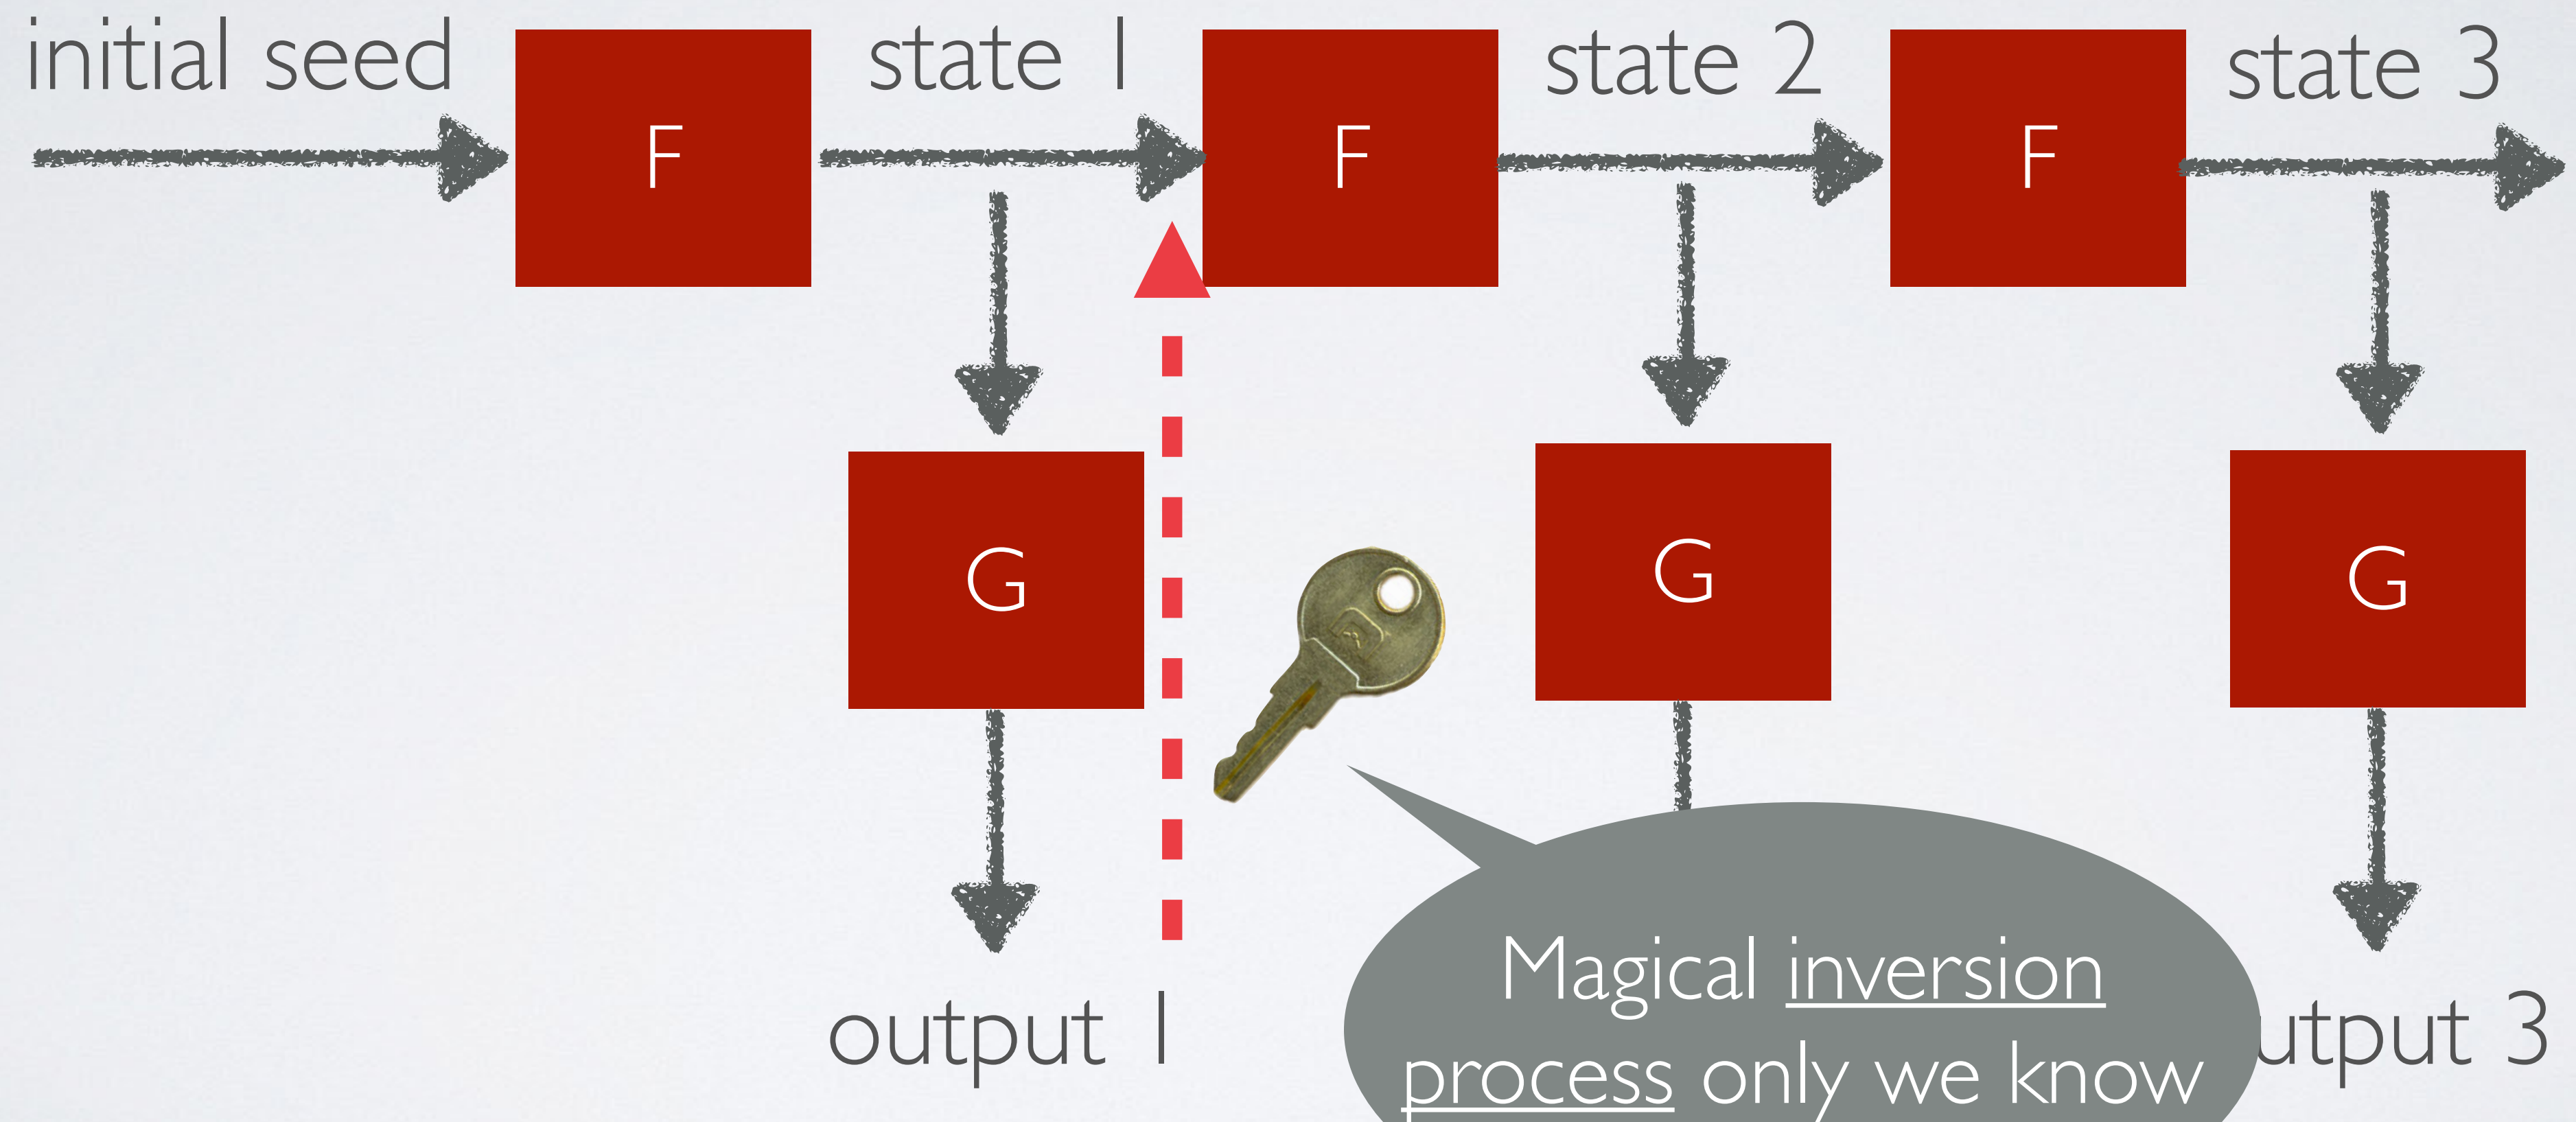 initial seed
state 1
state 2
state 3
F
F
F
G
G
G
output 1
Magical inversion
process only we know
utput 3